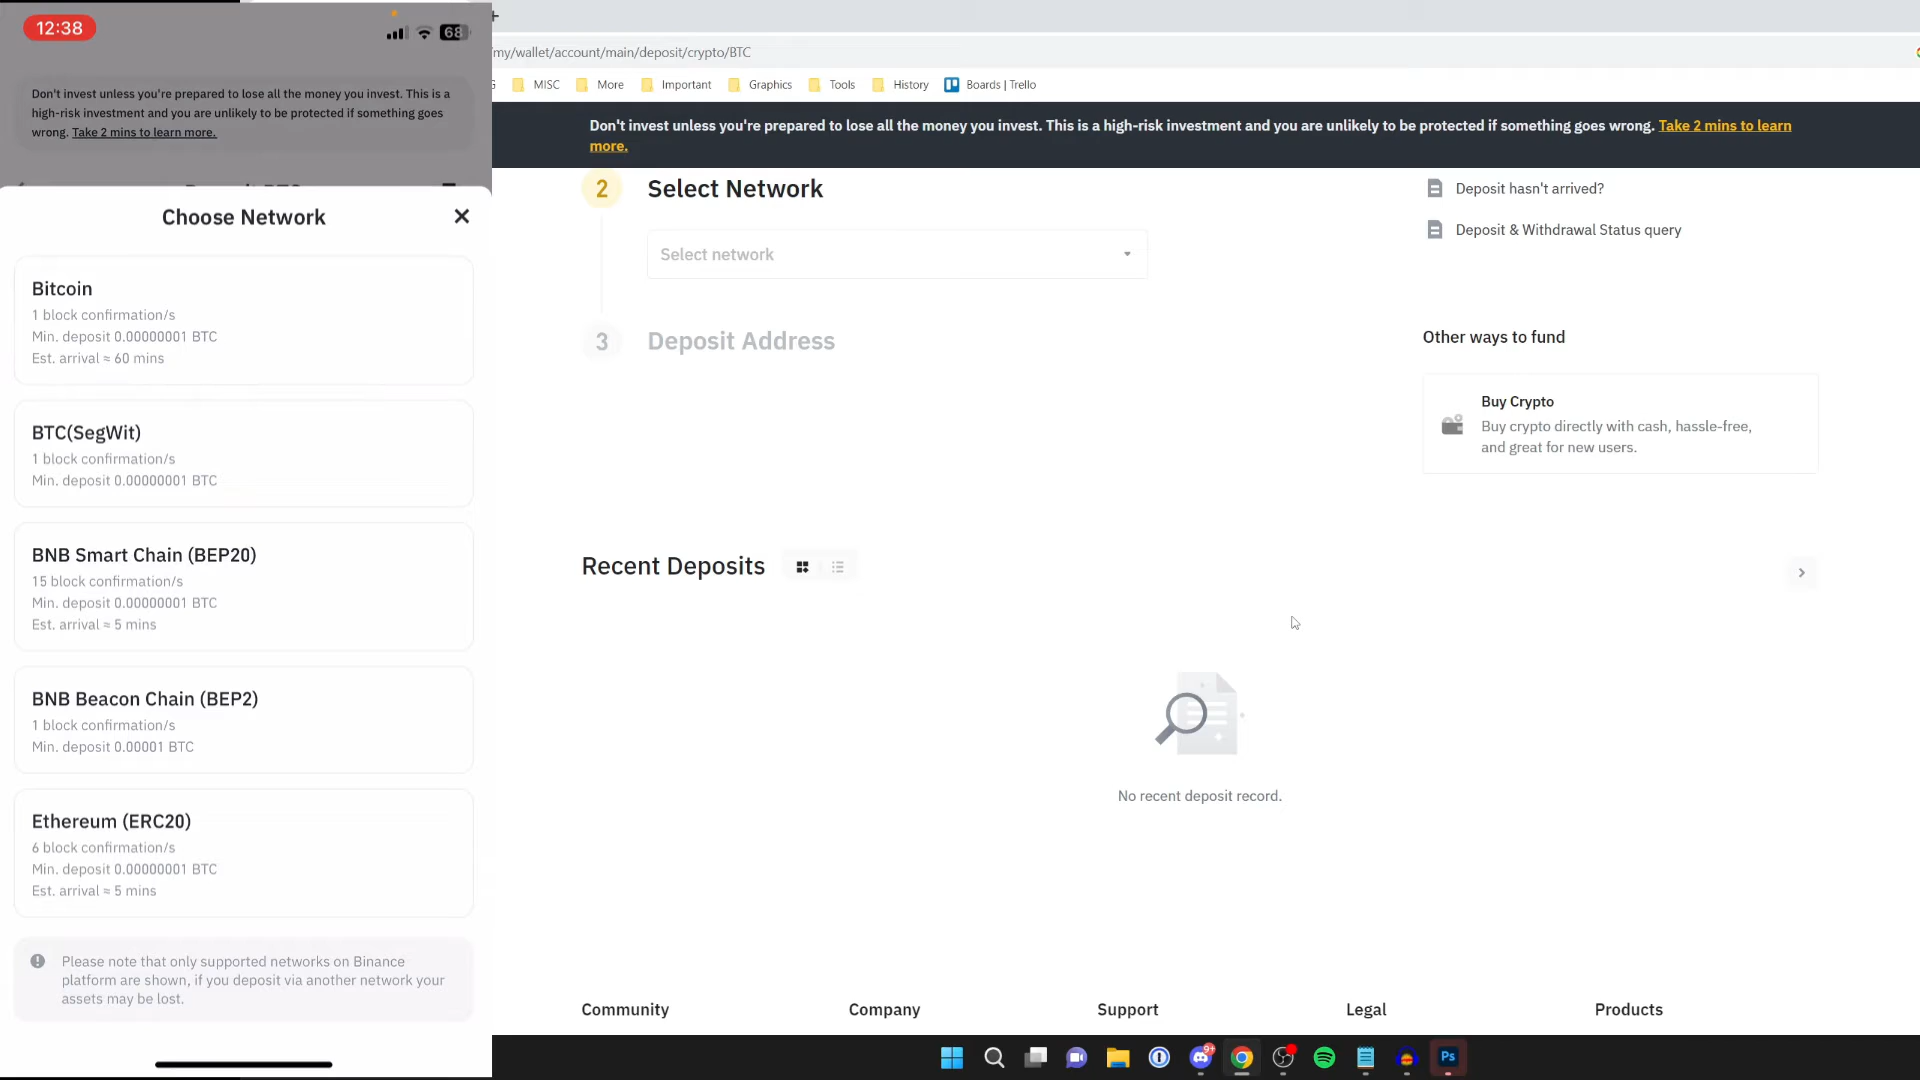 12:38
68
Don't invest unless you're prepared to lose all the money you invest. This is a
high-risk investment and you are unlikely to be protected if something goes
wrong. Take 2 mins to learn more.
Choose Network
Bitcoin
1 block confirmation/s
Min. deposit 0.00000001 BTC
Est. arrival ≈ 60 mins
BTC(SegWit)
1 block confirmation/s
Min. deposit 0.00000001 BTC
BNB Smart Chain (BEP20)
15 block confirmation/s
Min. deposit 0.00000001 BTC
Est. arrival ≈ 5 mins
BNB Beacon Chain (BEP2)
1 block confirmation/s
Min. deposit 0.00001 BTC
Ethereum (ERC20)
6 block confirmation/s
Min. deposit 0.00000001 BTC
Est. arrival ≈ 5 mins
Please note that only supported networks on Binance
platform are shown, if you deposit via another network your
assets may be lost.
/my/wallet/account/main/deposit/crypto/BTC
MISC More Important Graphics Tools History Boards | Trello
Don't invest unless you're prepared to lose all the money you invest. This is a high-risk investment and you are unlikely to be protected if something goes wrong. Take 2 mins to learn
more.
2 Select Network
Select network
3 Deposit Address
Deposit hasn't arrived?
Deposit & Withdrawal Status query
Other ways to fund
Buy Crypto
Buy crypto directly with cash, hassle-free,
and great for new users.
Recent Deposits
No recent deposit record.
Community Company Support Legal Products
9+
Ps